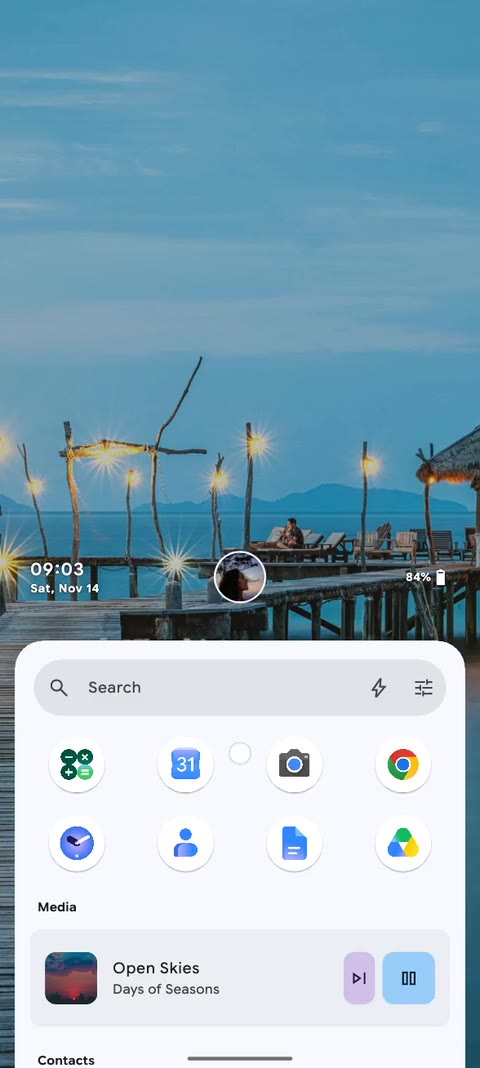 09:03
Sat, Nov 14
84%
Search
31
Media
Open Skies
Days of Seasons
Contacts